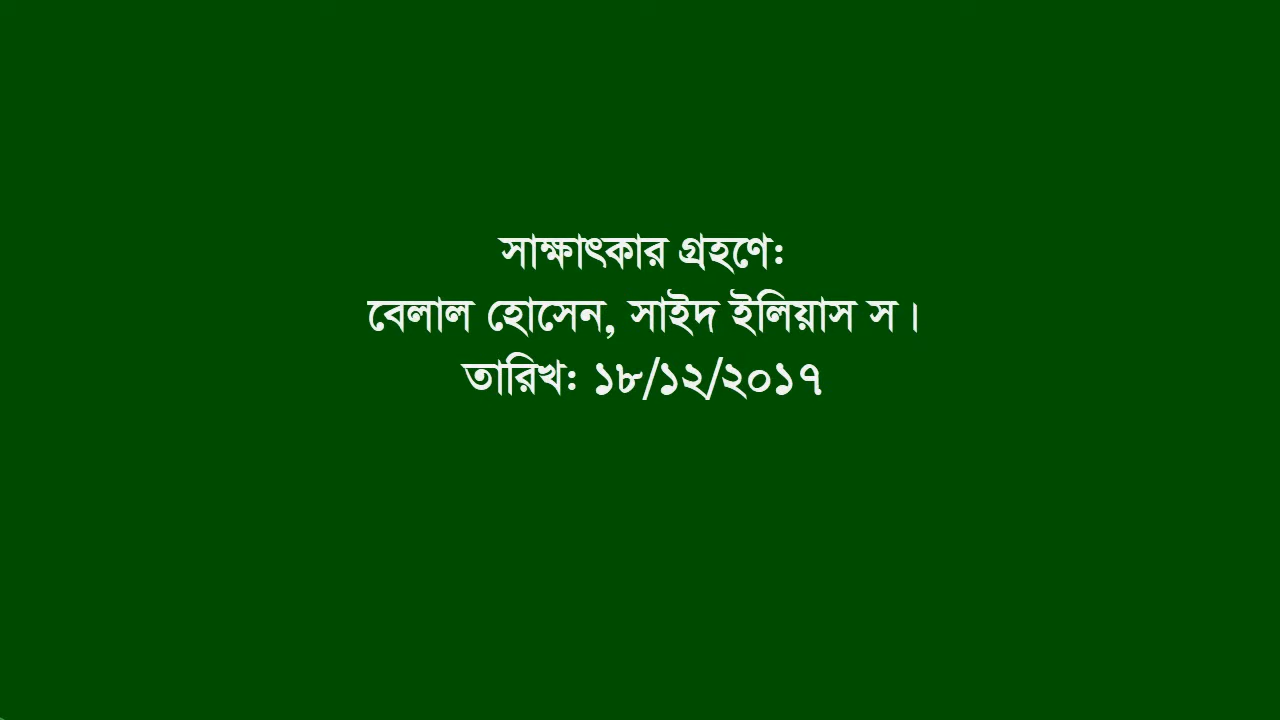 সাক্ষাৎকার গ্রহণে:
বেলাল হোসেন, সাইদ ইলিয়াস স।
তারিখ: ১৮/১২/২০১৭